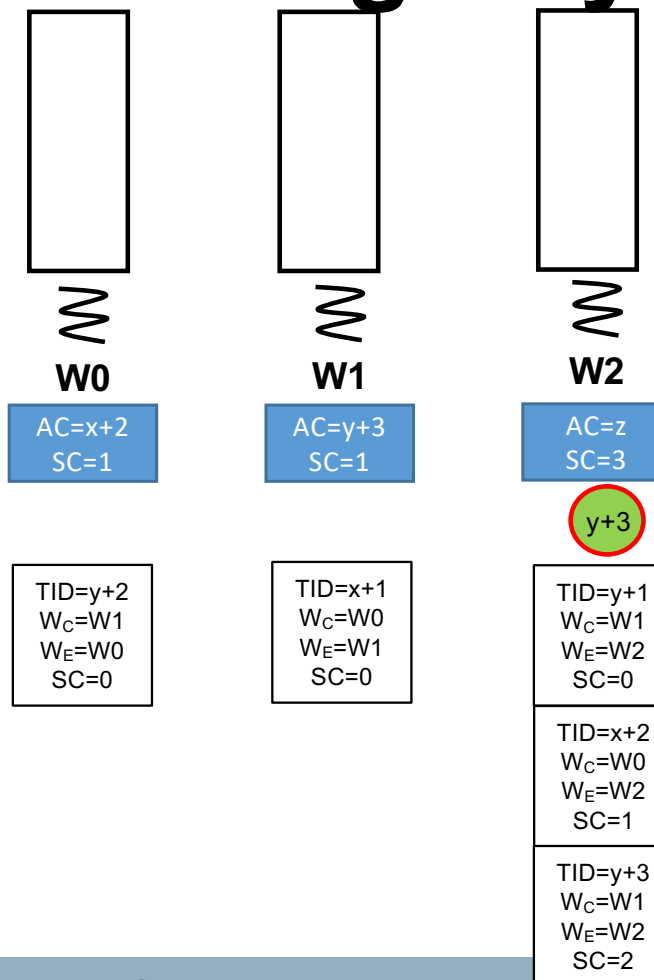 W0
W1
W2
AC=x+2
SC=1
AC=y+3
SC=1
AC=z
SC=3
y+3
TID=y+2
WC=W1
WE=W0
SC=0
TID=x+1
WC=W0
WE=W1
SC=0
TID=y+1
WC=W1
WE=W2
SC=0
TID=x+2
WC=W0
WE=W2
SC=1
TID=y+3
WC=W1
WE=W2
SC=2